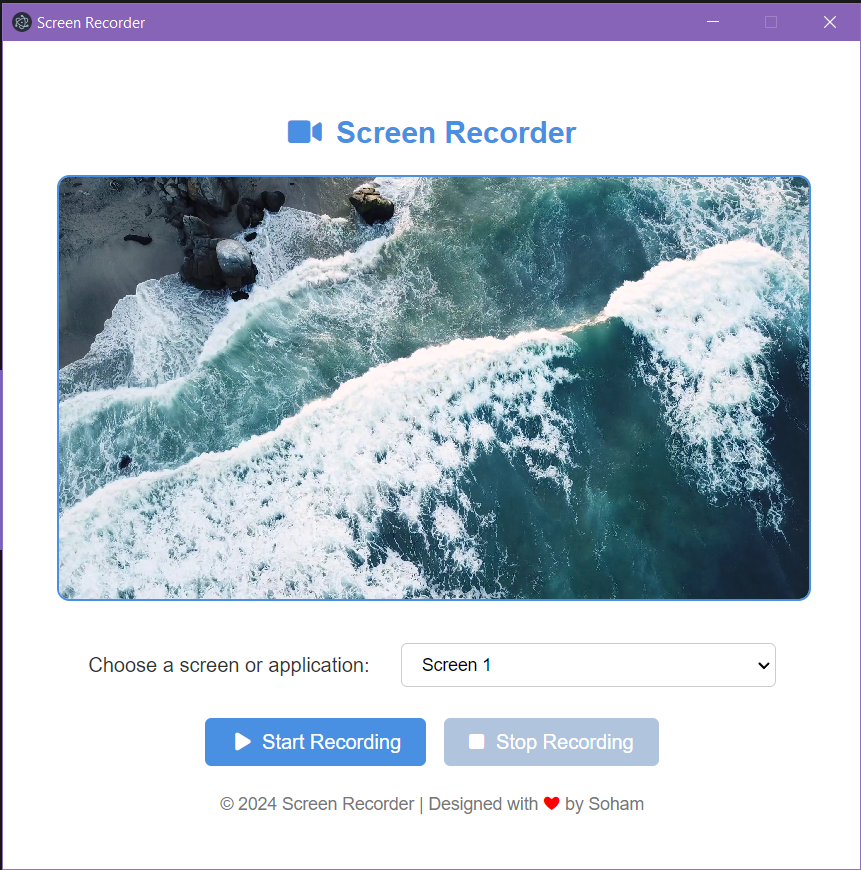 Screen Recorder
Screen Recorder
Choose a screen or application:
Screen 1
Start Recording
Stop Recording
© 2024 Screen Recorder | Designed with ❤ by Soham